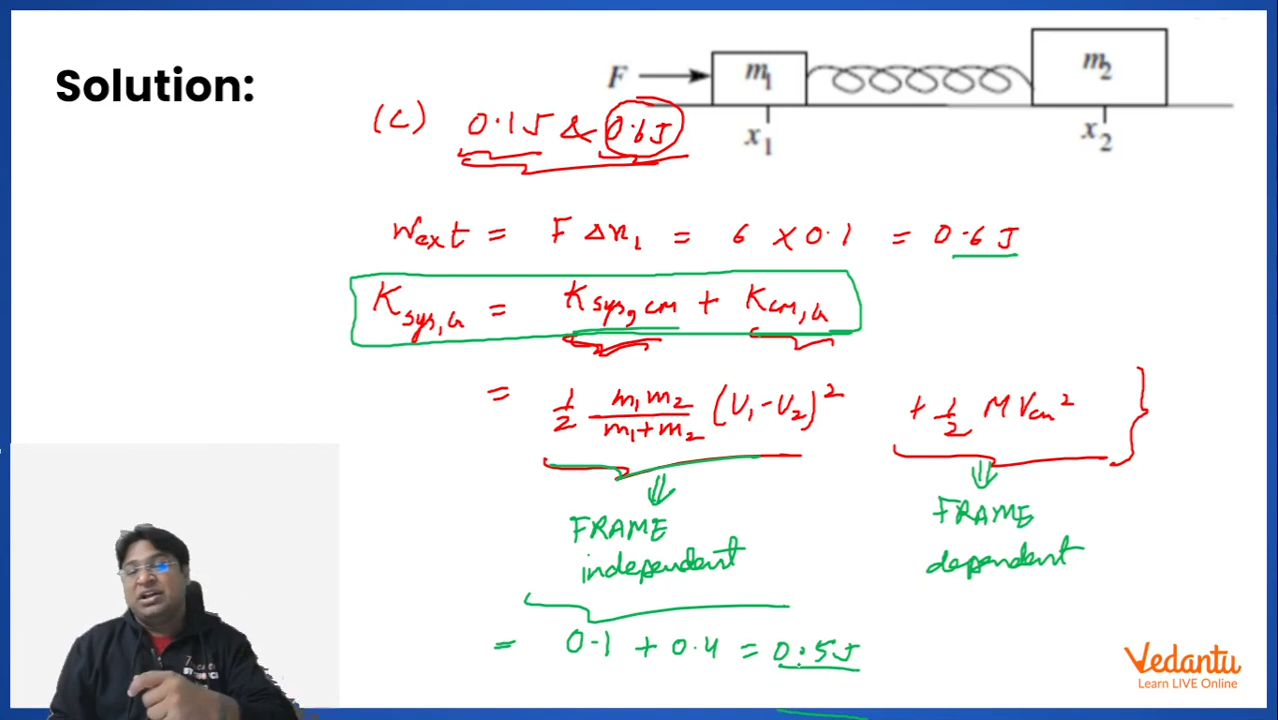 Solution:
F
m1
m2
x1
x2
(C) 0.1J & 0.6J
Wext = F Δx1 = 6 × 0.1 = 0.6 J
Ksys,G = Ksys,CM + KCM,G
= 1/2 m1m2/(m1+m2) (V1-V2)² + 1/2 M Vcm²
⇓ ⇓
FRAME independent
FRAME dependent
= 0.1 + 0.4 = 0.5J
Vedantu
Learn LIVE Online